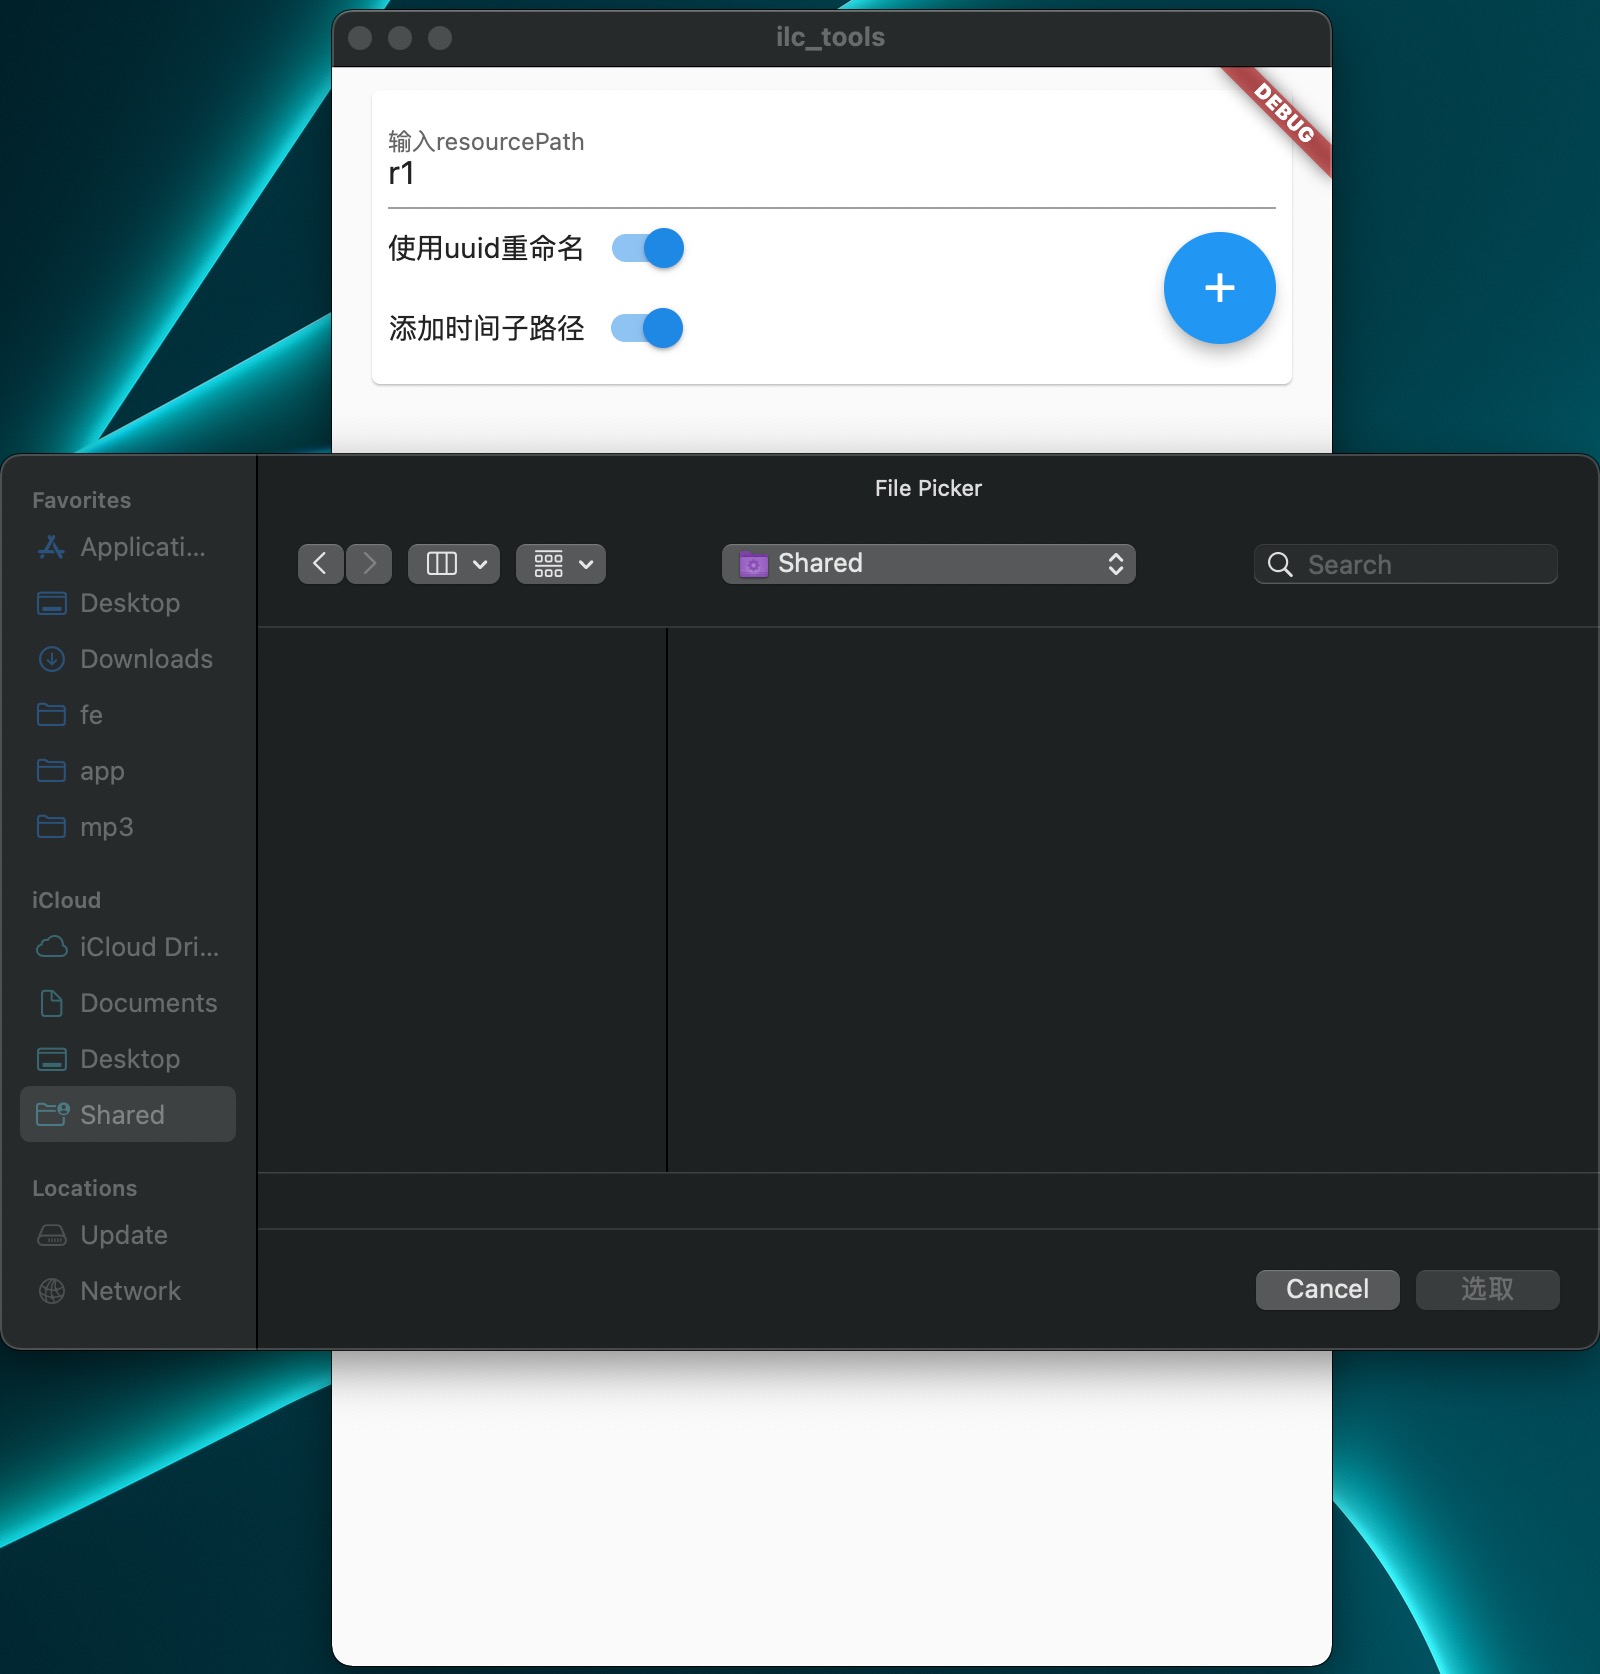 ilc_tools
DEBUG
输入resourcePath
r1
使用uuid重命名
添加时间子路径
File Picker
Favorites
Applicati...
Desktop
Downloads
fe
app
mp3
iCloud
iCloud Dri...
Documents
Desktop
Shared
Locations
Update
Network
Shared
Search
Cancel
选取